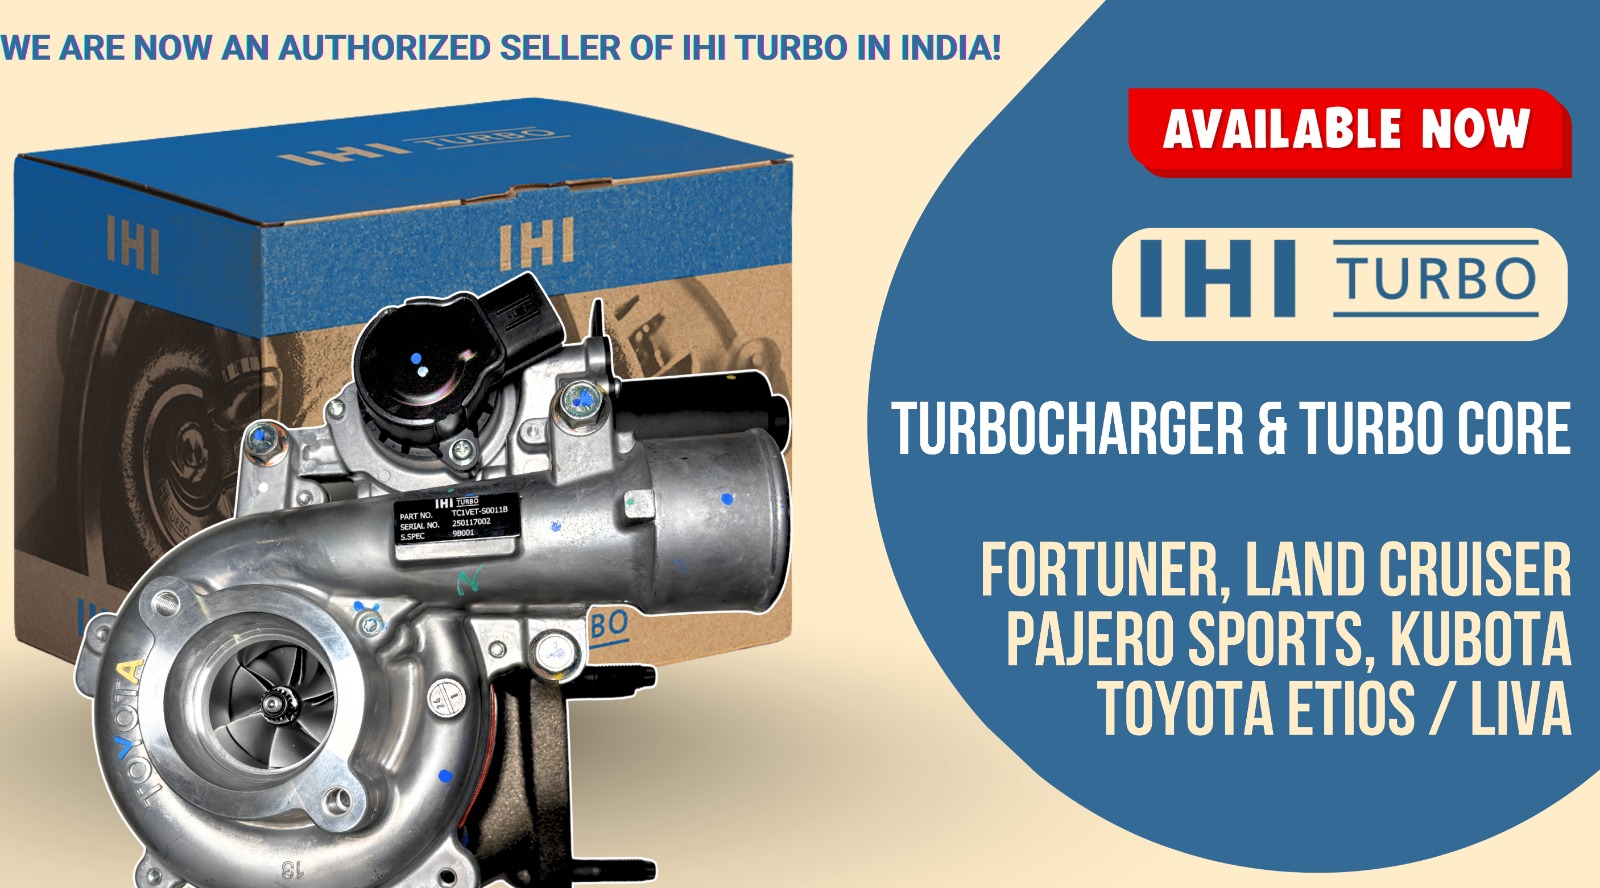 WE ARE NOW AN AUTHORIZED SELLER OF IHI TURBO IN INDIA!
AVAILABLE NOW
IHI TURBO
TURBOCHARGER & TURBO CORE
FORTUNER, LAND CRUISER
PAJERO SPORTS, KUBOTA
TOYOTA ETIOS / LIVA
IHI TURBO
IHI
IHI
IHI TURBO
PART NO. TC1VET-S0011B
SERIAL NO. 250117002
S.SPEC 9B001
BO
TOYOTA
TURBO
13